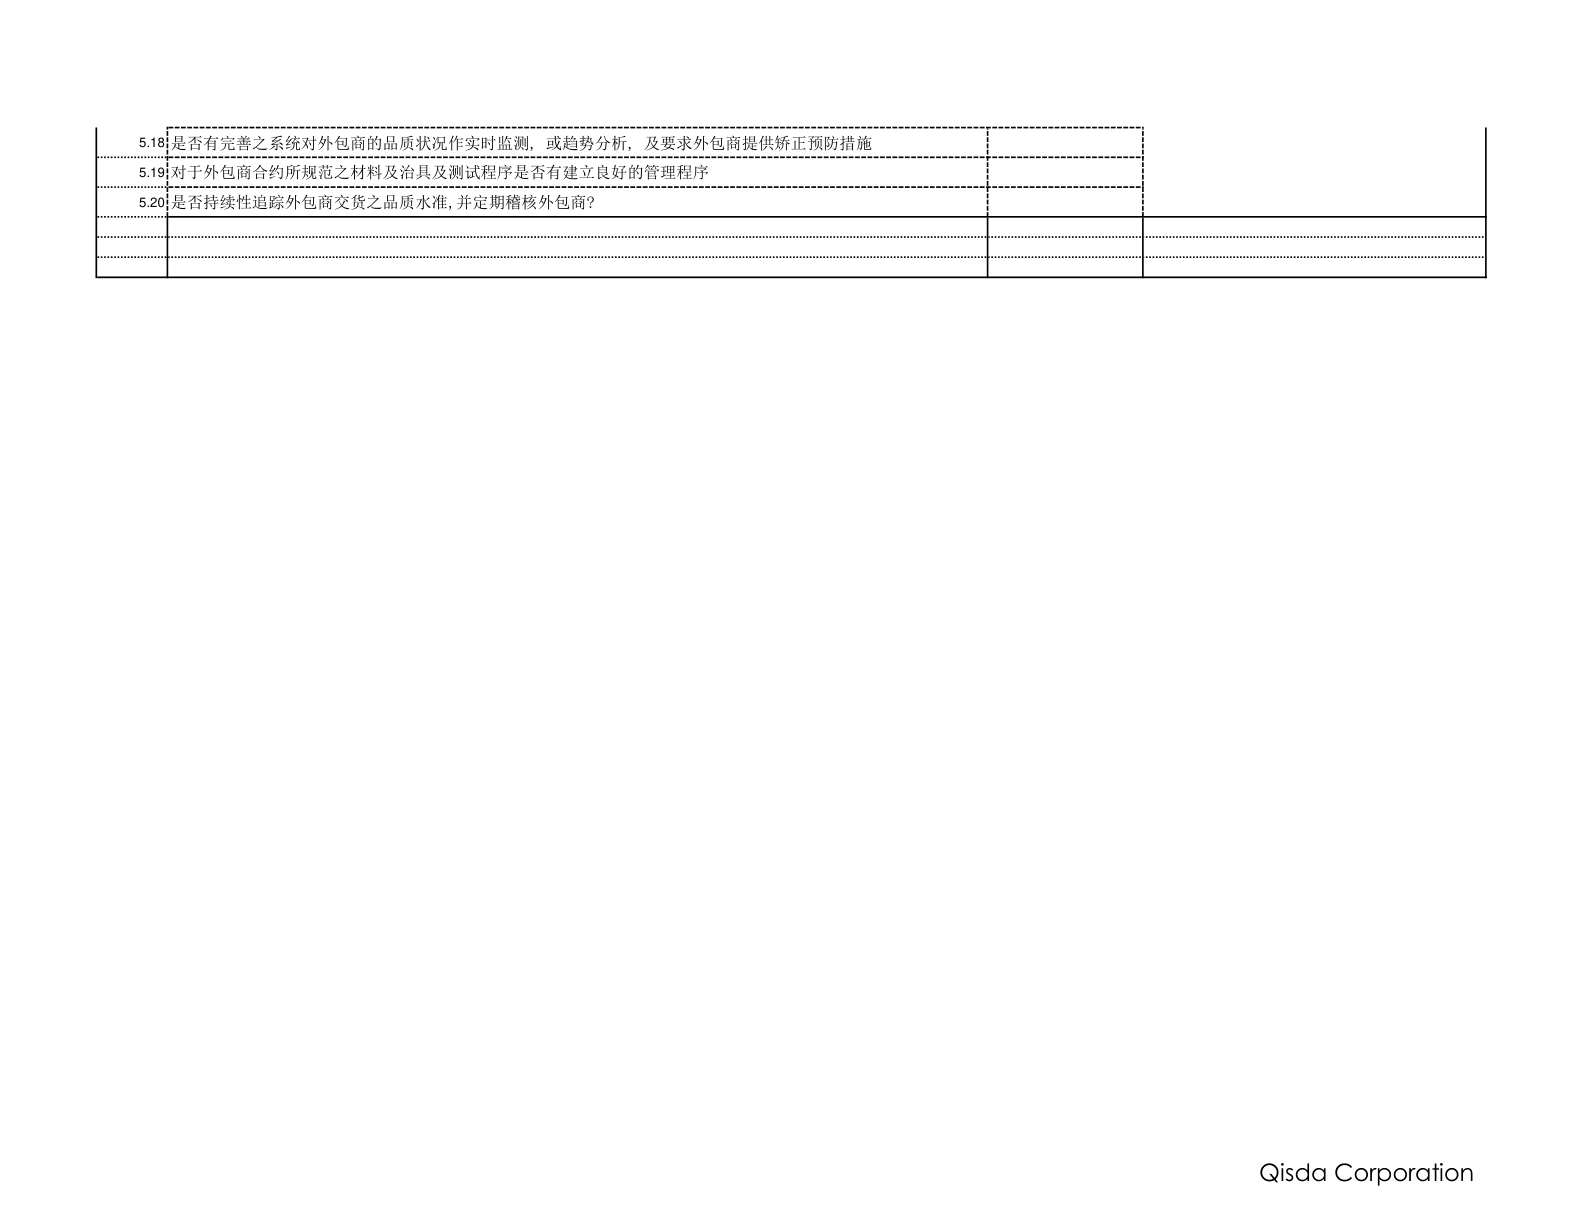 5.18 是否有完善之系统对外包商的品质状况作实时监测, 或趋势分析, 及要求外包商提供矫正预防措施
5.19 对于外包商合约所规范之材料及治具及测试程序是否有建立良好的管理程序
5.20 是否持续性追踪外包商交货之品质水准,并定期稽核外包商?
Qisda Corporation